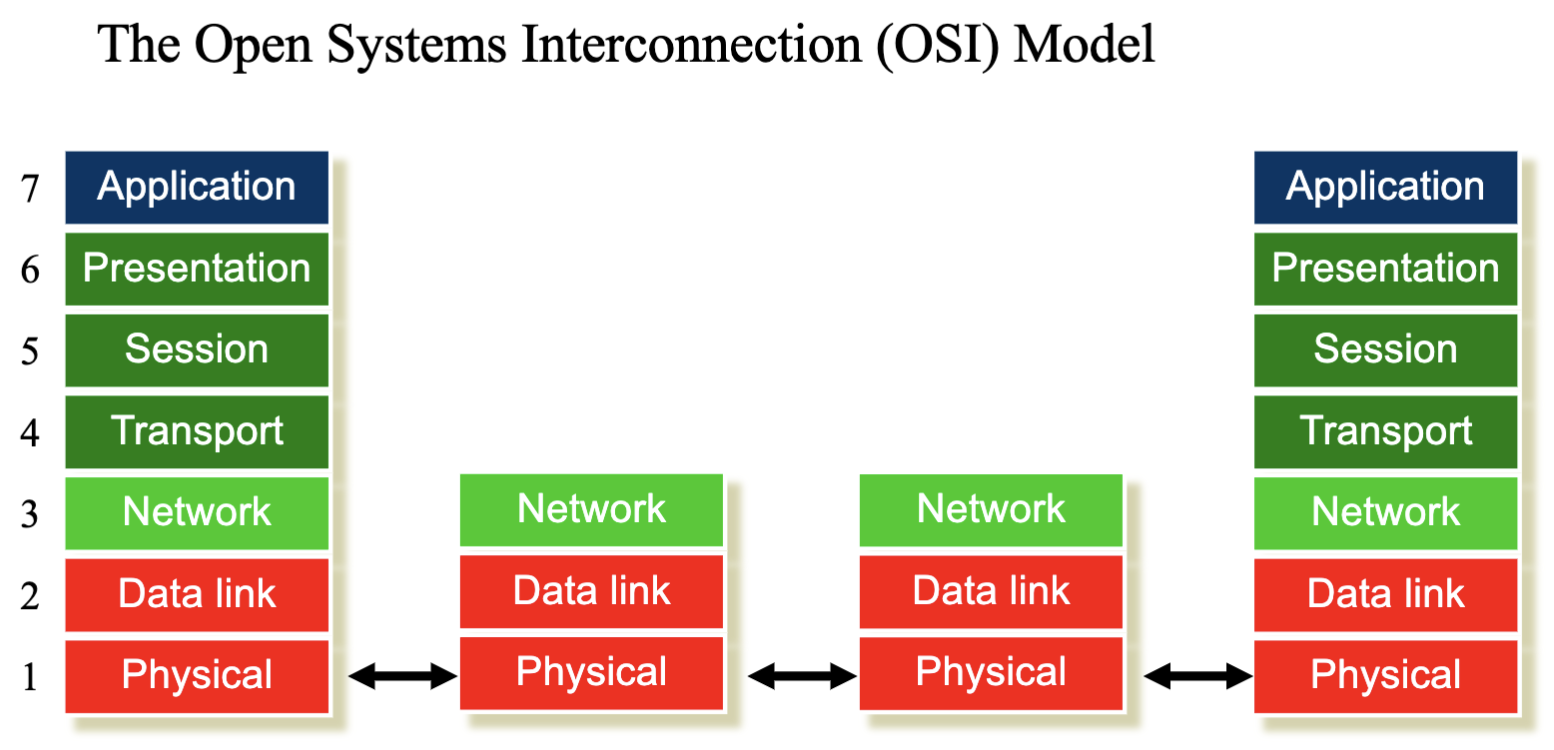 The Open Systems Interconnection (OSI) Model
7 Application Application
6 Presentation Presentation
5 Session Session
4 Transport Transport
3 Network Network Network Network
2 Data link Data link Data link Data link
1 Physical Physical Physical Physical